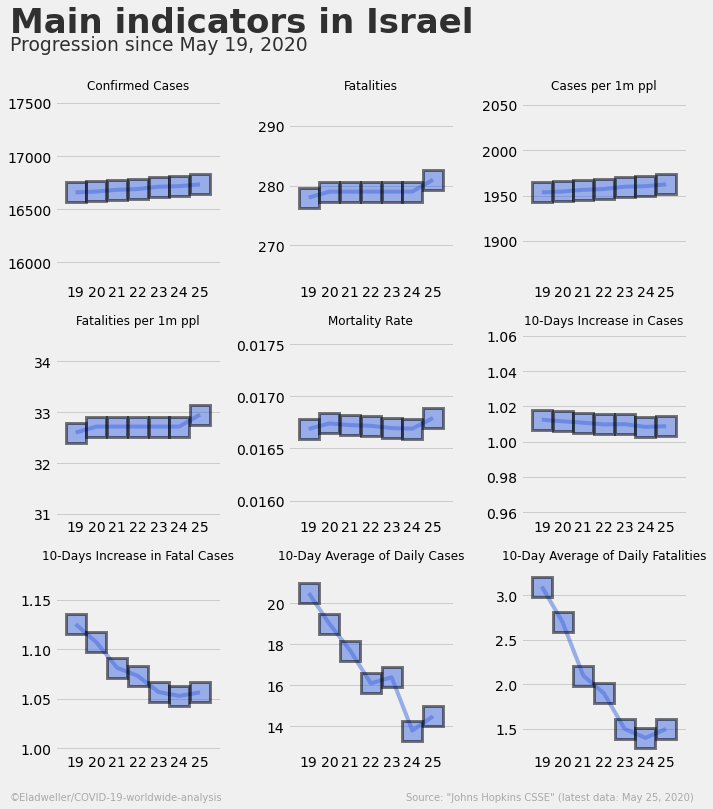 Main indicators in Israel
Progression since May 19, 2020
Confirmed Cases
17500
17000
16500
16000
19 20 21 22 23 24 25
Fatalities
290
280
270
19 20 21 22 23 24 25
Cases per 1m ppl
2050
2000
1950
1900
19 20 21 22 23 24 25
Fatalities per 1m ppl
34
33
32
31
19 20 21 22 23 24 25
Mortality Rate
0.0175
0.0170
0.0165
0.0160
19 20 21 22 23 24 25
10-Days Increase in Cases
1.06
1.04
1.02
1.00
0.98
0.96
19 20 21 22 23 24 25
10-Days Increase in Fatal Cases
1.15
1.10
1.05
1.00
19 20 21 22 23 24 25
10-Day Average of Daily Cases
20
18
16
14
19 20 21 22 23 24 25
10-Day Average of Daily Fatalities
3.0
2.5
2.0
1.5
19 20 21 22 23 24 25
©Eladweller/COVID-19-worldwide-analysis
Source: "Johns Hopkins CSSE" (latest data: May 25, 2020)